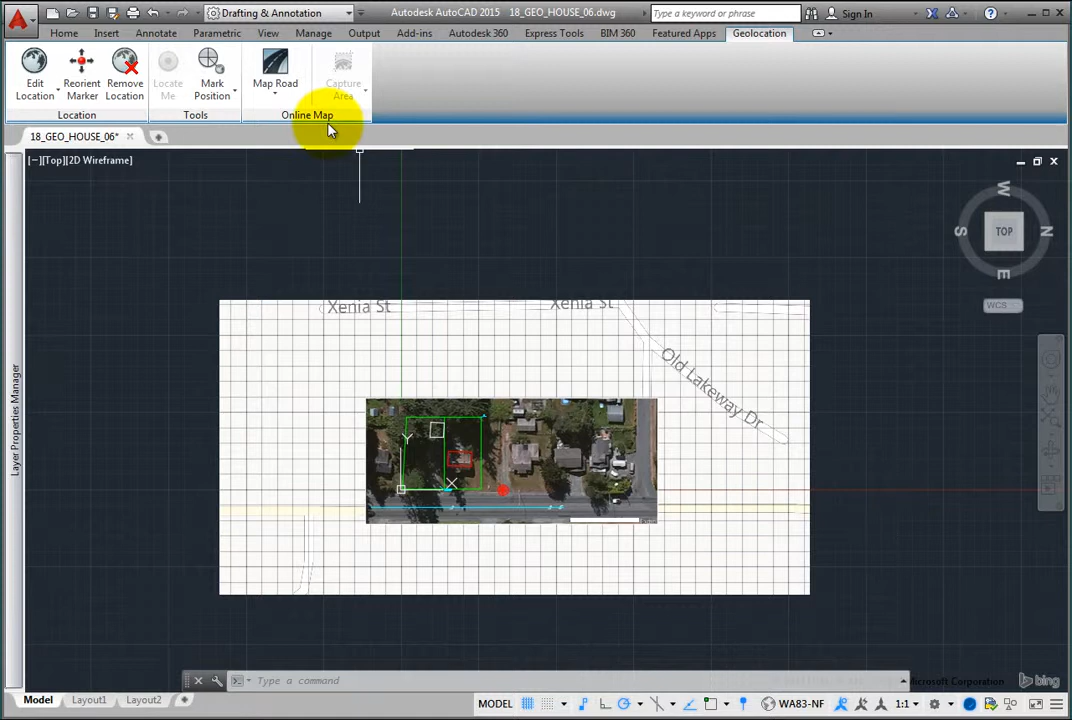 Drafting & Annotation
Autodesk AutoCAD 2015 18_GEO_HOUSE_06.dwg
Type a keyword or phrase
Sign In
Home Insert Annotate Parametric View Manage Output Add-ins Autodesk 360 Express Tools BIM 360 Featured Apps Geolocation
Edit Location
Reorient Marker
Remove Location
Locate Me
Mark Position
Map Road
Capture Area
Location Tools Online Map
18_GEO_HOUSE_06*
[−][Top][2D Wireframe]
W
S TOP N
E
WCS
Layer Properties Manager
Xenia St Xenia St
Old Lakeway Dr
Y
X
Type a command
Microsoft Corporation
bing
Model Layout1 Layout2
MODEL
WA83-NF
1:1